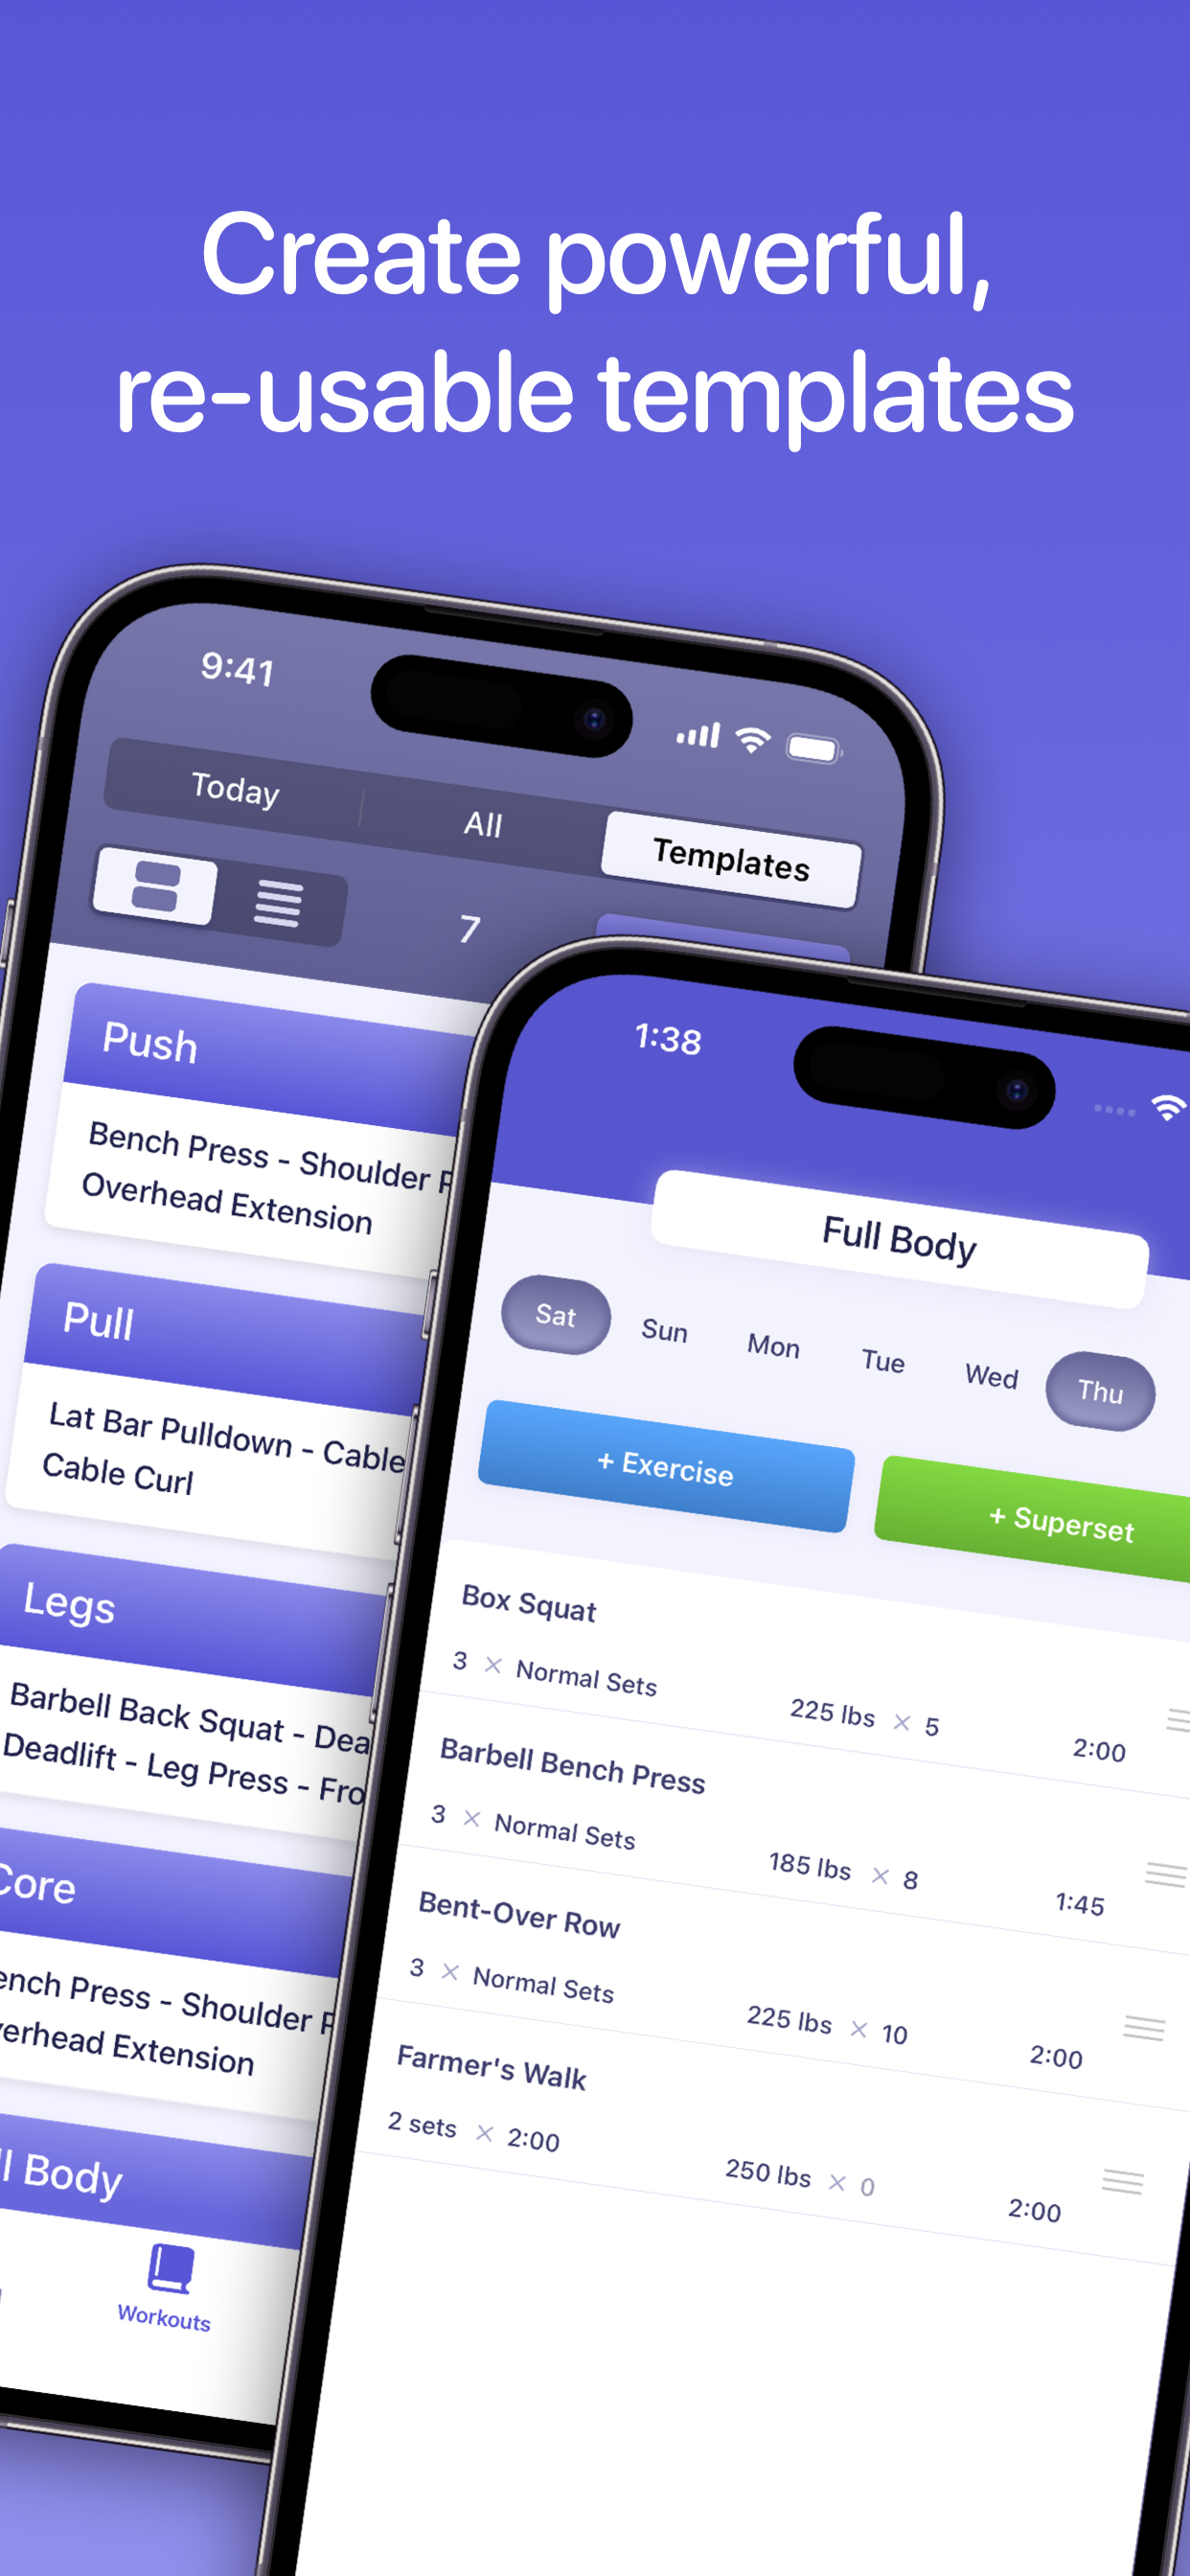 Create powerful,
re-usable templates
9:41
Today
All
Templates
7
Push
Bench Press - Shoulder
Overhead Extension
Pull
Lat Bar Pulldown - Cable
Cable Curl
Legs
Barbell Back Squat -
Deadlift - Leg Press -
Core
Press - Shoulder
Extension
Body
Workouts
1:38
Full Body
Sat
Sun
Mon
Tue
Wed
Thu
+ Exercise
+ Superset
Box Squat
3 × Normal Sets
225 lbs × 5
2:00
Barbell Bench Press
3 × Normal Sets
185 lbs × 8
1:45
Bent-Over Row
3 × Normal Sets
225 lbs × 10
2:00
Farmer's Walk
2 sets × 2:00
250 lbs × 0
2:00